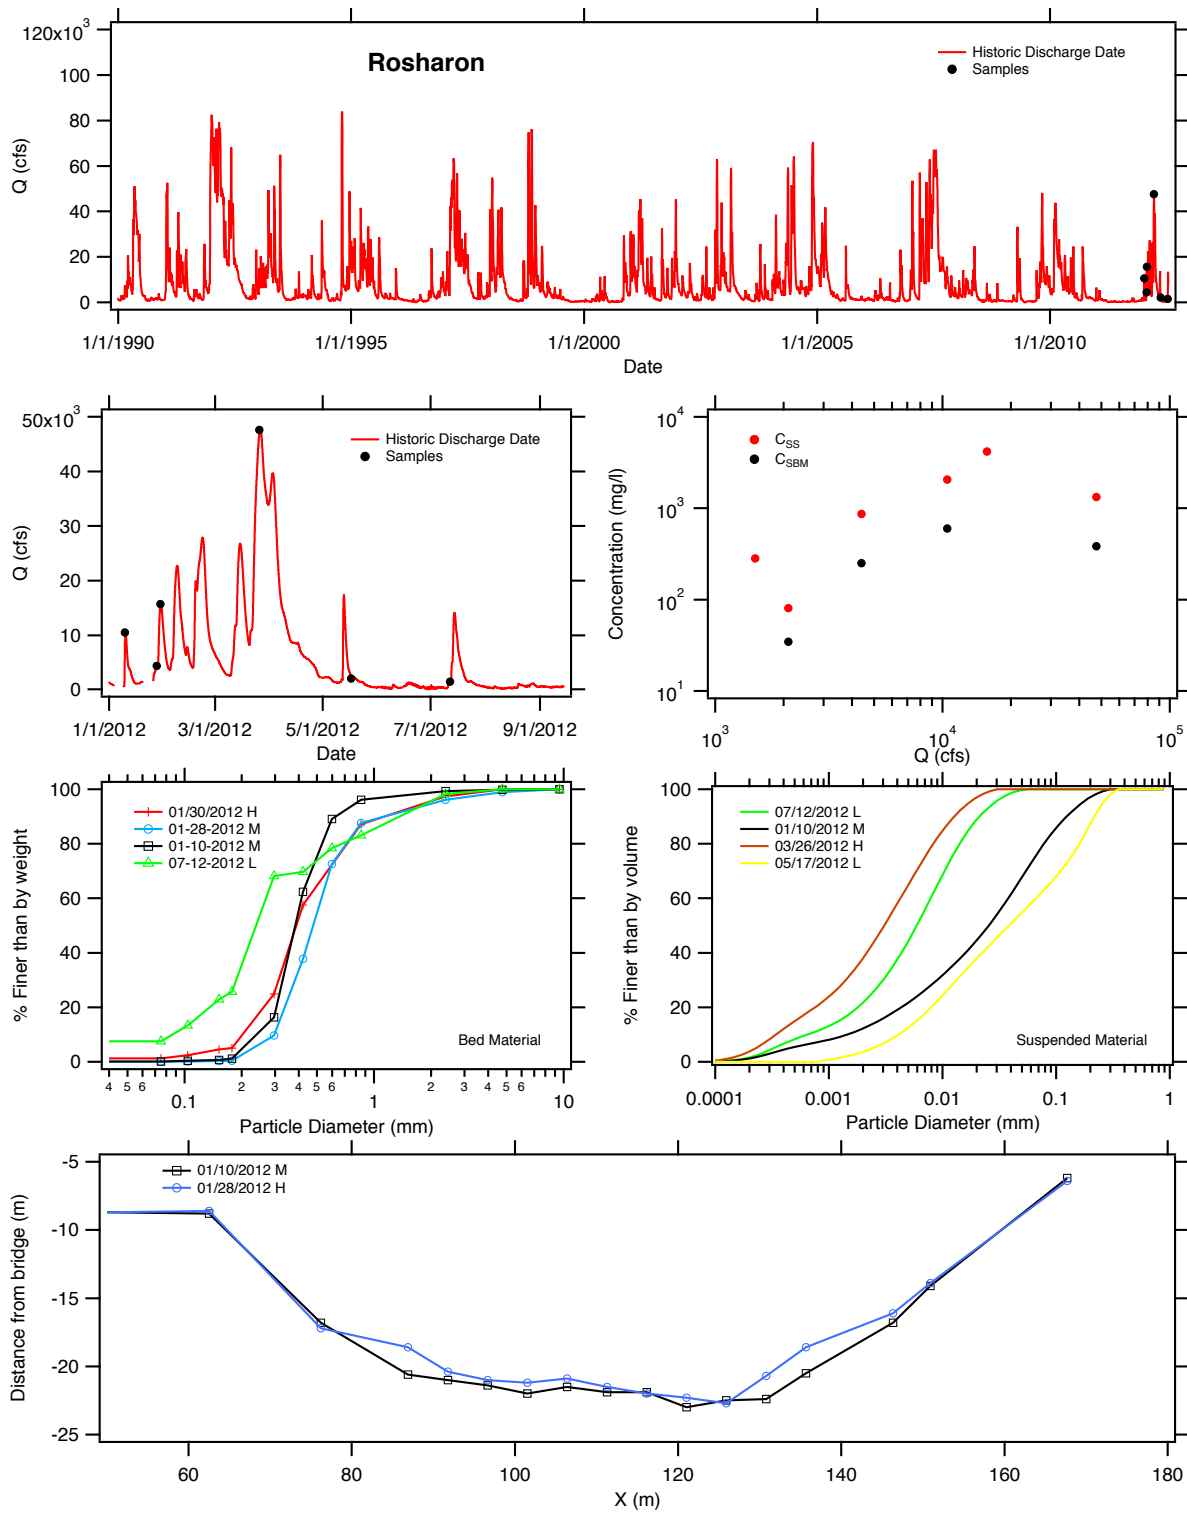 Rosharon
Historic Discharge Date
Samples
120x10³
100
80
60
40
20
0
Q (cfs)
1/1/1990
1/1/1995
1/1/2000
1/1/2005
1/1/2010
Date
50x10³
40
30
20
10
0
Q (cfs)
Historic Discharge Date
Samples
1/1/2012
3/1/2012
5/1/2012
7/1/2012
9/1/2012
Date
10⁴
10³
10²
10¹
Concentration (mg/l)
C_SS
C_SBM
10³
10⁴
10⁵
Q (cfs)
100
80
60
40
20
0
% Finer than by weight
01/30/2012 H
01-28-2012 M
01-10-2012 M
07-12-2012 L
Bed Material
4 5 6 2 3 4 5 6 2 3 4 5 6
0.1
1
10
Particle Diameter (mm)
100
80
60
40
20
0
% Finer than by volume
07/12/2012 L
01/10/2012 M
03/26/2012 H
05/17/2012 L
Suspended Material
0.0001
0.001
0.01
0.1
1
Particle Diameter (mm)
-5
-10
-15
-20
-25
Distance from bridge (m)
01/10/2012 M
01/28/2012 H
60
80
100
120
140
160
180
X (m)